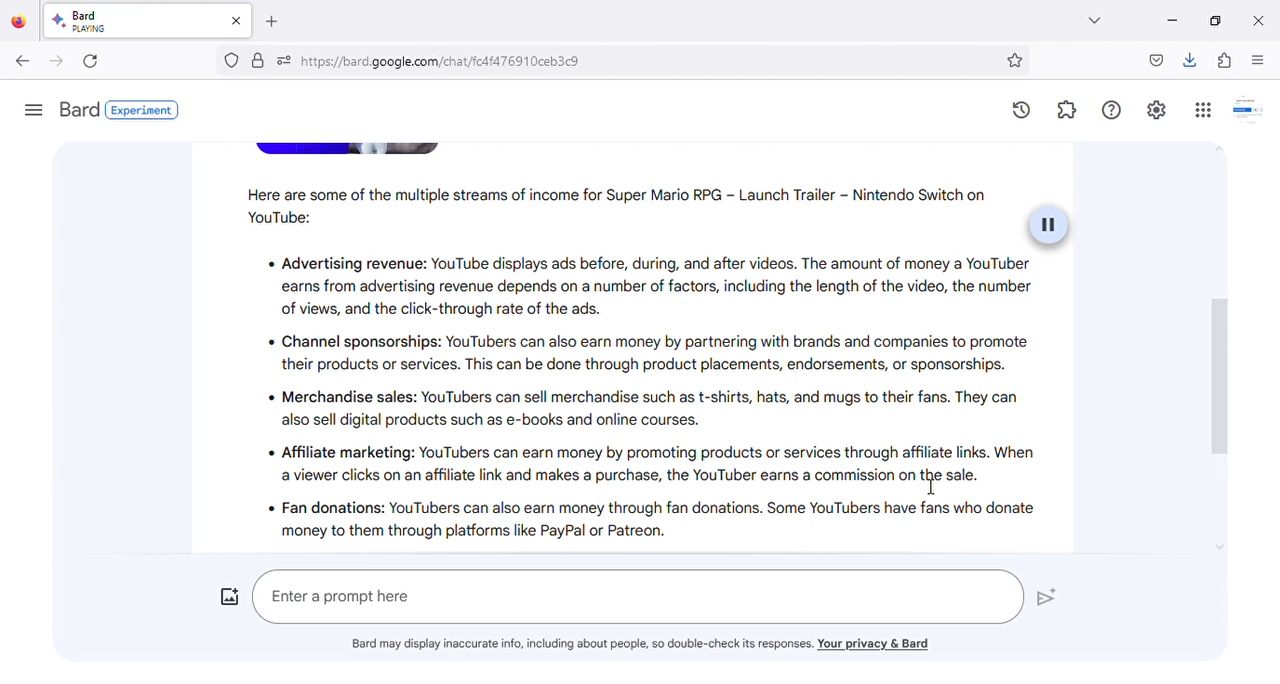 Bard
PLAYING
https://bard.google.com/chat/fc4f476910ceb3c9
Bard Experiment
Here are some of the multiple streams of income for Super Mario RPG – Launch Trailer – Nintendo Switch on
YouTube:
• Advertising revenue: YouTube displays ads before, during, and after videos. The amount of money a YouTuber
earns from advertising revenue depends on a number of factors, including the length of the video, the number
of views, and the click-through rate of the ads.
• Channel sponsorships: YouTubers can also earn money by partnering with brands and companies to promote
their products or services. This can be done through product placements, endorsements, or sponsorships.
• Merchandise sales: YouTubers can sell merchandise such as t-shirts, hats, and mugs to their fans. They can
also sell digital products such as e-books and online courses.
• Affiliate marketing: YouTubers can earn money by promoting products or services through affiliate links. When
a viewer clicks on an affiliate link and makes a purchase, the YouTuber earns a commission on the sale.
• Fan donations: YouTubers can also earn money through fan donations. Some YouTubers have fans who donate
money to them through platforms like PayPal or Patreon.
Enter a prompt here
Bard may display inaccurate info, including about people, so double-check its responses. Your privacy & Bard